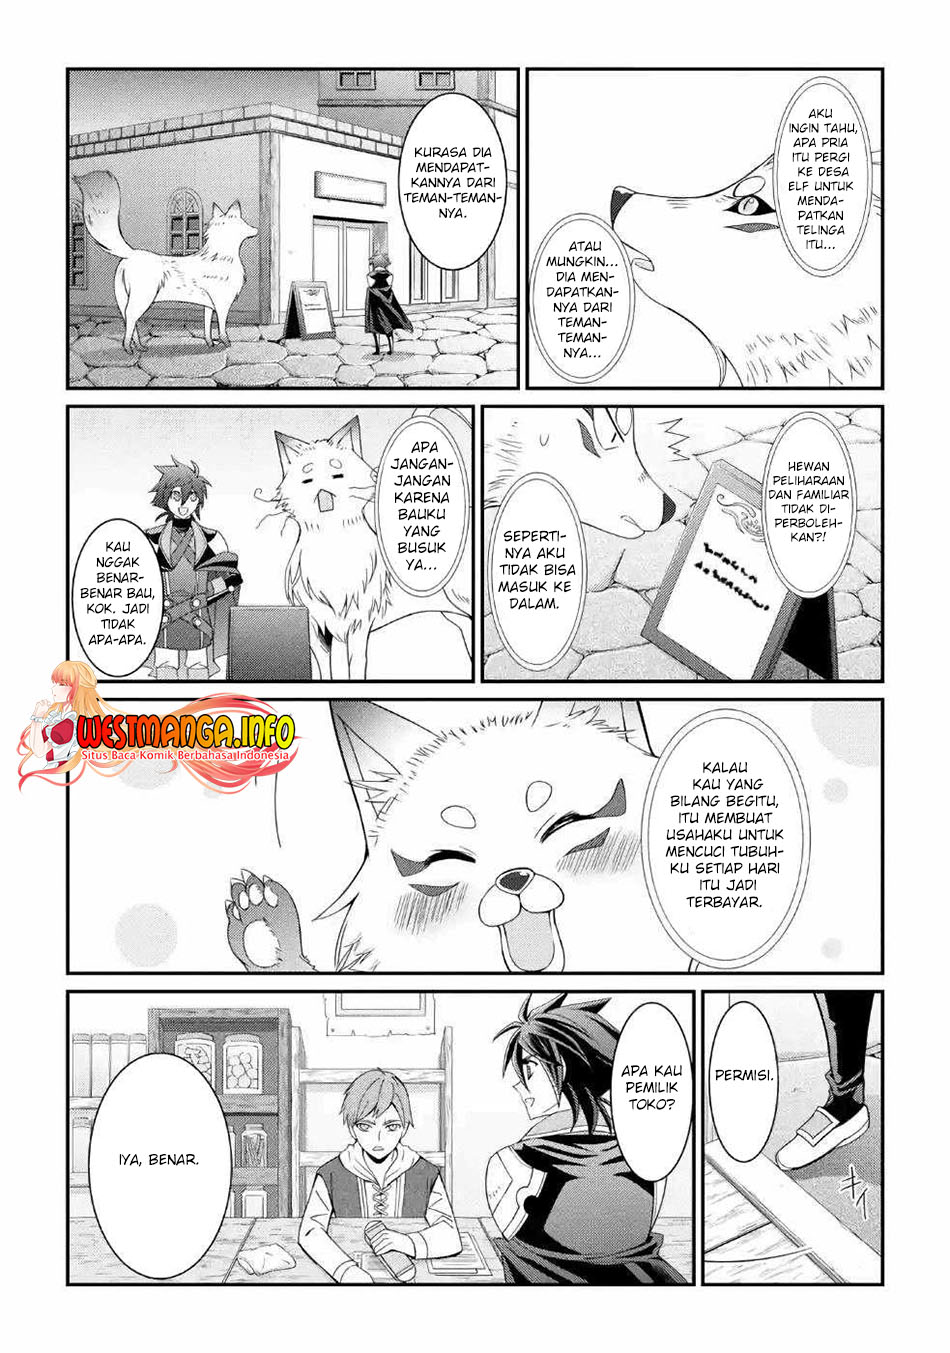 AKU
INGIN TAHU,
APA PRIA
ITU PERGI
KE DESA
ELF UNTUK
MENDA-
PATKAN
TELINGA
ITU...
ATAU
MUNGKIN...
DIA MEN-
DAPATKAN-
NYA DARI
TEMAN-
TEMAN-
NYA...
KURASA DIA
MENDAPAT-
KANNYA DARI
TEMAN-TEMAN-
NYA.
HEWAN
PELIHARAAN
DAN FAMILIAR
TIDAK DI-
PERBOLEH-
KAN?!
SEPERTI-
NYA AKU
TIDAK BISA
MASUK KE
DALAM.
APA
JANGAN-
JANGAN
KARENA
BAUKU
YANG
BUSUK
YA...
KAU
NGGAK
BENAR-
BENAR BAU,
KOK. JADI
TIDAK
APA-APA.
WESTMANGA.INFO
Situs Baca Komik Berbahasa Indonesia
KALAU
KAU YANG
BILANG BEGITU,
ITU MEMBUAT
USAHAKU UNTUK
MENCUCI TUBUH-
KU SETIAP HARI
ITU JADI
TERBAYAR.
PERMISI.
APA KAU
PEMILIK
TOKO?
IYA, BENAR.